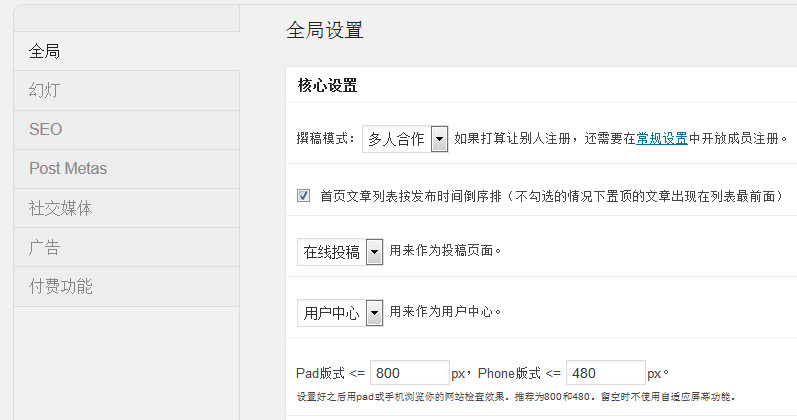 全局
幻灯
SEO
Post Metas
社交媒体
广告
付费功能
全局设置
核心设置
撰稿模式： 多人合作 如果打算让别人注册，还需要在常规设置中开放成员注册。
首页文章列表按发布时间倒序排（不勾选的情况下置顶的文章出现在列表最前面）
在线投稿 用来作为投稿页面。
用户中心 用来作为用户中心。
Pad版式 <= 800 px，Phone版式 <= 480 px。
设置好之后用pad或手机浏览你的网站检查效果。推荐为800和480。留空时不使用自适应屏幕功能。